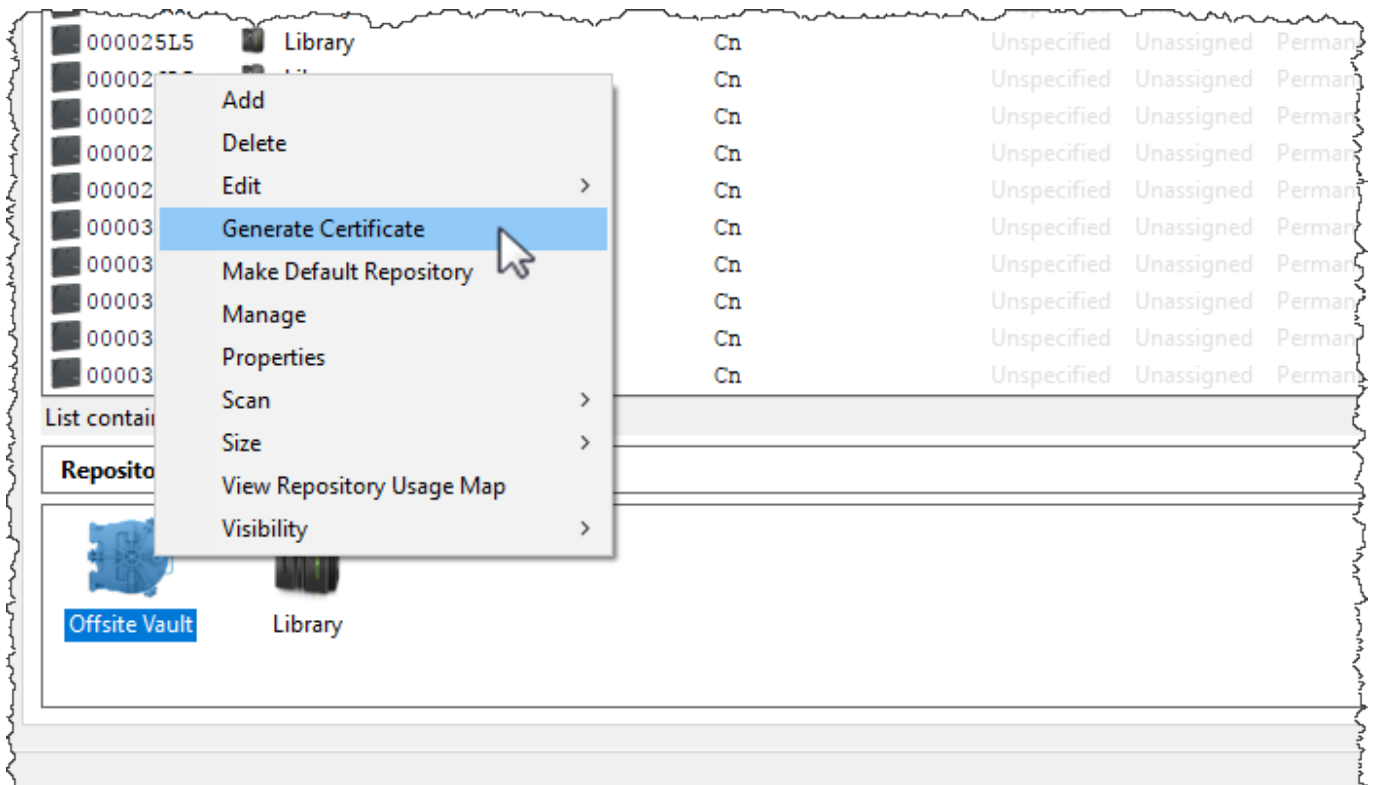 000025L5 Library Cn Unspecified Unassigned Perman
00002 Cn Unspecified Unassigned Perman
00002 Cn Unspecified Unassigned Perman
00002 Cn Unspecified Unassigned Perman
00002 Cn Unspecified Unassigned Perman
00003 Cn Unspecified Unassigned Perman
00003 Cn Unspecified Unassigned Perman
00003 Cn Unspecified Unassigned Perman
00003 Cn Unspecified Unassigned Perman
00003 Cn Unspecified Unassigned Perman
Add
Delete
Edit
Generate Certificate
Make Default Repository
Manage
Properties
Scan
Size
View Repository Usage Map
Visibility
List contai
Reposito
Offsite Vault Library